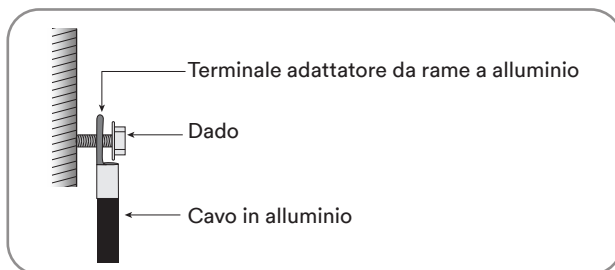 Terminale adattatore da rame a alluminio
Dado
Cavo in alluminio